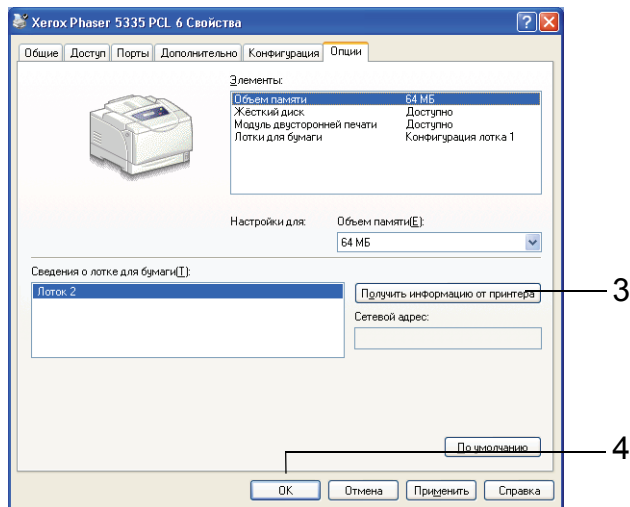 Xerox Phaser 5335 PCL 6 Свойства
Общие Доступ Порты Дополнительно Конфигурация Опции
Элементы:
Объем памяти 64 МБ
Жёсткий диск Доступно
Модуль двусторонней печати Доступно
Лотки для бумаги Конфигурация лотка 1
Настройки для: Объем памяти(E):
64 МБ
Сведения о лотке для бумаги(T):
Лоток 2
Получить информацию от принтера 3
Сетевой адрес:
По умолчанию
4
OK Отмена Применить Справка